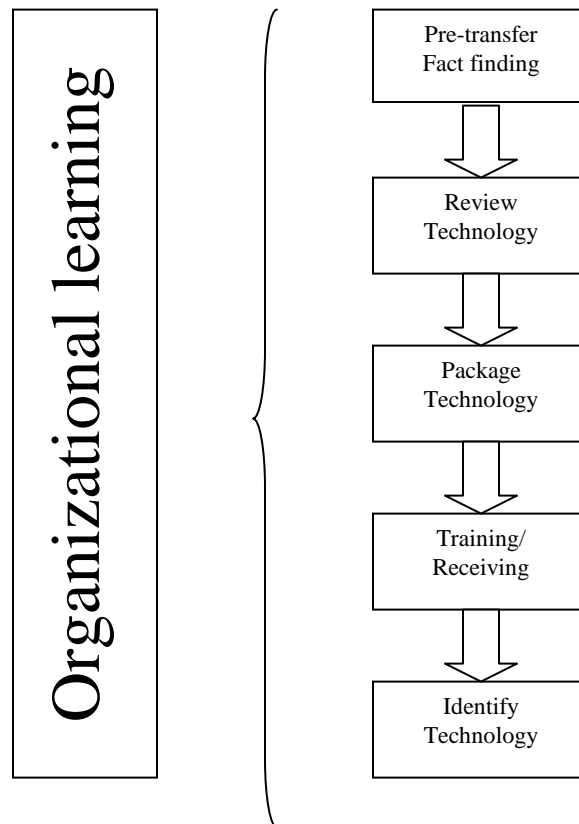 Organizational learning
Pre-transfer
Fact finding
Review
Technology
Package
Technology
Training/
Receiving
Identify
Technology